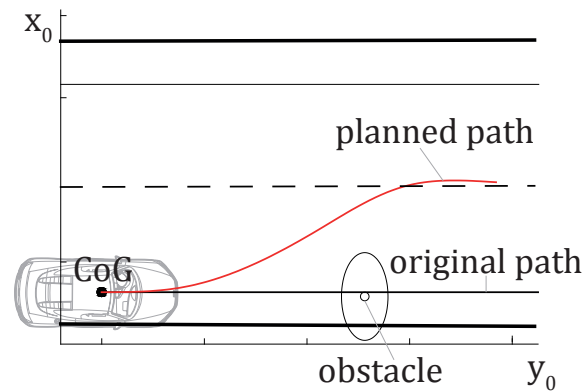 x₀
planned path
CoG
original path
obstacle
y₀